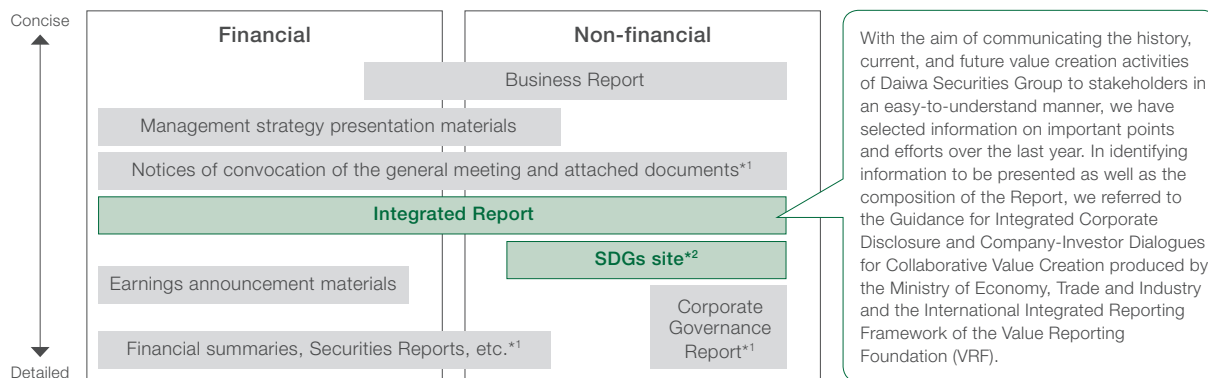 Concise
Detailed
Financial
Non-financial
Business Report
Management strategy presentation materials
Notices of convocation of the general meeting and attached documents*1
Integrated Report
SDGs site*2
Earnings announcement materials
Corporate
Governance
Report*1
Financial summaries, Securities Reports, etc.*1
With the aim of communicating the history,
current, and future value creation activities
of Daiwa Securities Group to stakeholders in
an easy-to-understand manner, we have
selected information on important points
and efforts over the last year. In identifying
information to be presented as well as the
composition of the Report, we referred to
the Guidance for Integrated Corporate
Disclosure and Company-Investor Dialogues
for Collaborative Value Creation produced by
the Ministry of Economy, Trade and Industry
and the International Integrated Reporting
Framework of the Value Reporting
Foundation (VRF).